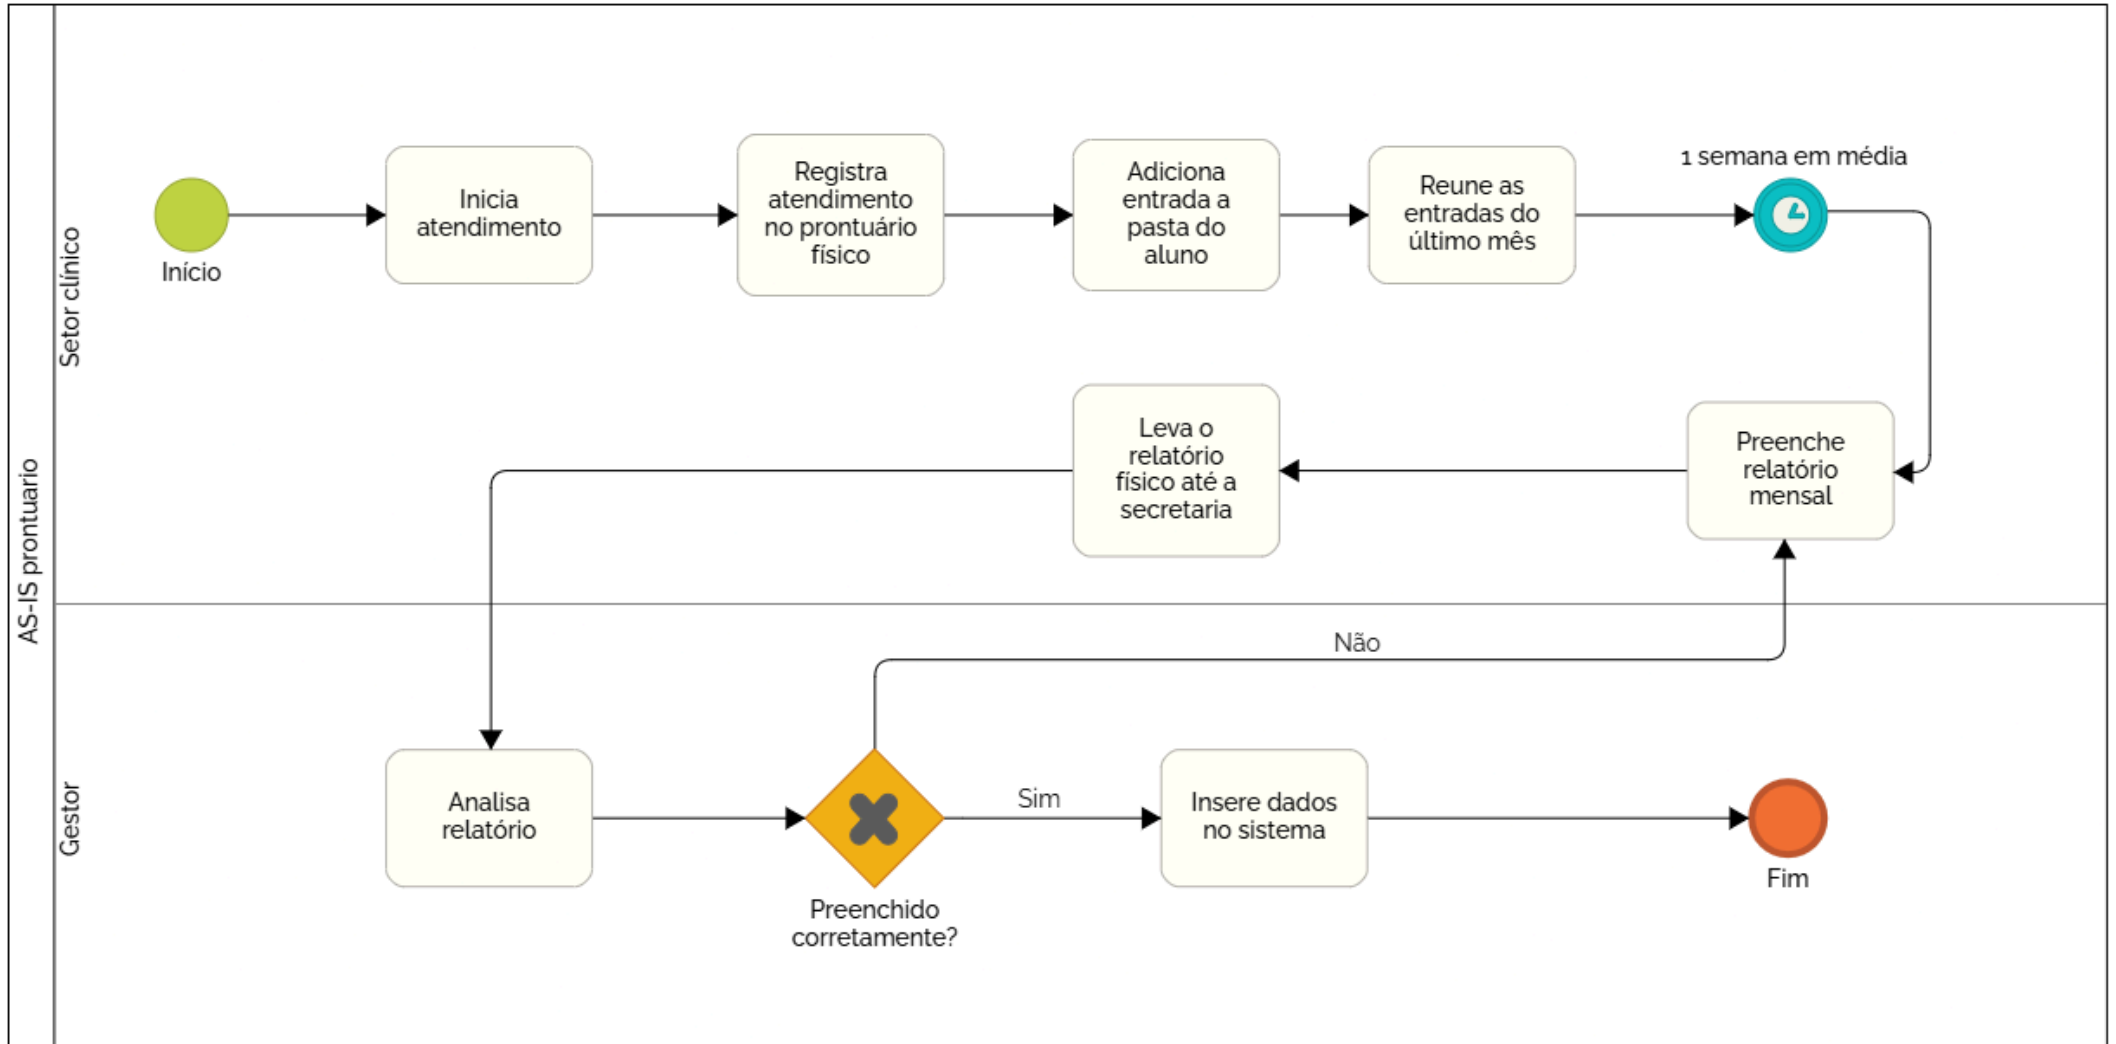 AS-IS prontuario
Setor clínico
Início
Inicia
atendimento
Registra
atendimento
no prontuário
físico
Adiciona
entrada a
pasta do
aluno
Reune as
entradas do
último mês
1 semana em média
Preenche
relatório
mensal
Leva o
relatório
físico até a
secretaria
Gestor
Analisa
relatório
Preenchido
corretamente?
Não
Sim
Insere dados
no sistema
Fim